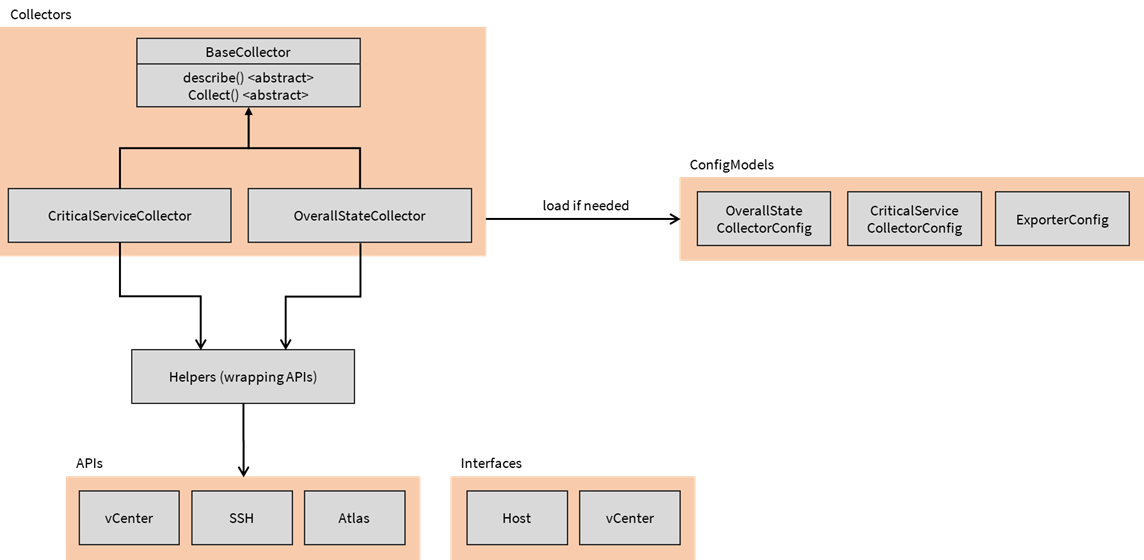 Collectors
BaseCollector
describe() <abstract>
Collect() <abstract>
CriticalServiceCollector
OverallStateCollector
load if needed
ConfigModels
OverallState
CollectorConfig
CriticalService
CollectorConfig
ExporterConfig
Helpers (wrapping APIs)
APIs
vCenter
SSH
Atlas
Interfaces
Host
vCenter